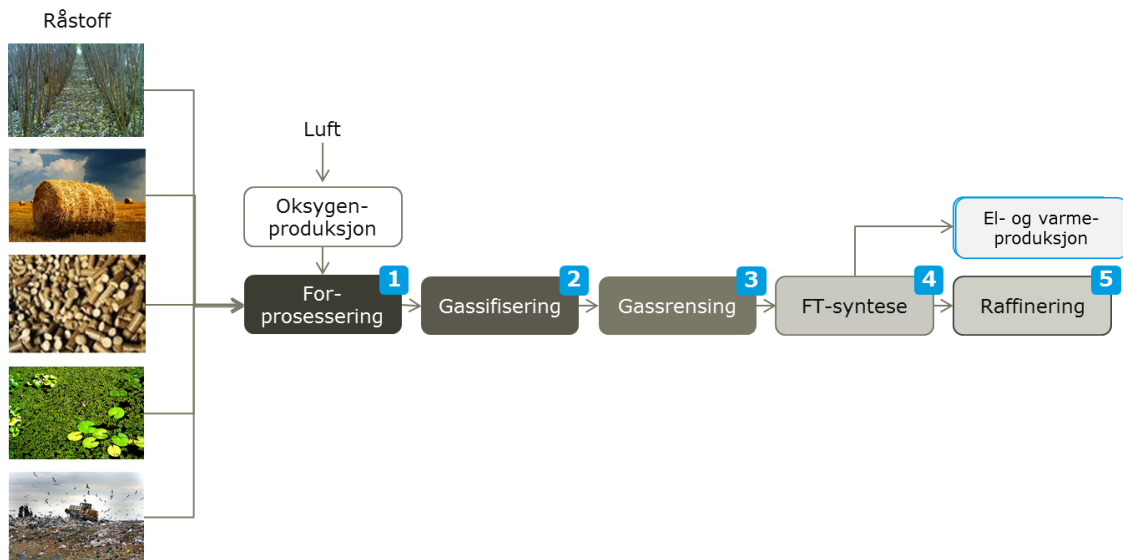 Råstoff
Luft
Oksygen-
produksjon
El- og varme-
produksjon
1
For-
prosessering
2
Gassifisering
3
Gassrensing
4
FT-syntese
5
Raffinering